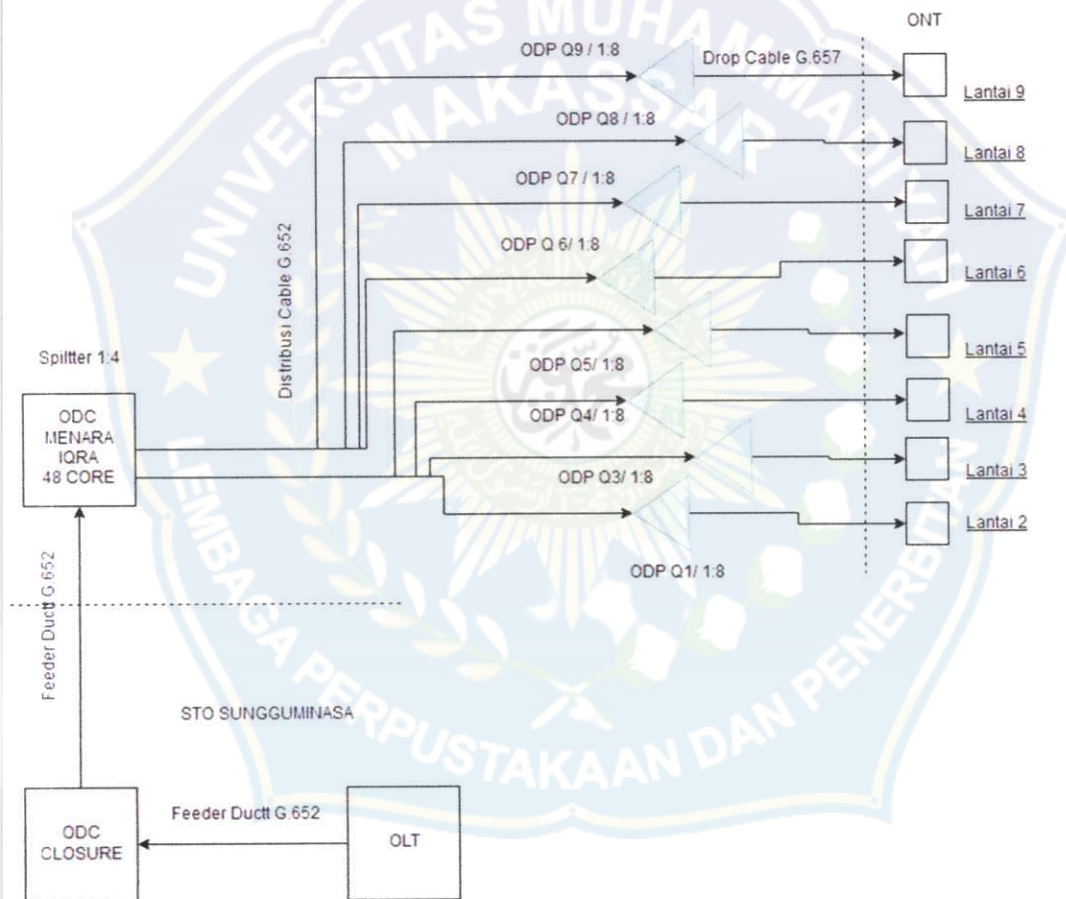 ONT
ODP Q9 / 1:8
Drop Cable G.657
Lantai 9
ODP Q8 / 1:8
Lantai 8
ODP Q7 / 1:8
Lantai 7
ODP Q 6/ 1:8
Lantai 6
Distribusi Cable G.652
Lantai 5
ODP Q5/ 1:8
Lantai 4
ODP Q4/ 1:8
Spiltter 1:4
ODC
MENARA
IQRA
48 CORE
Lantai 3
ODP Q3/ 1:8
Lantai 2
ODP Q1/ 1:8
Feeder Ductt G.652
STO SUNGGUMINASA
Feeder Ductt G.652
ODC
CLOSURE
OLT
UNIVERSITAS MUHAMMADIYAH
MAKASSAR
LEMBAGA PERPUSTAKAAN DAN PENERBITAN